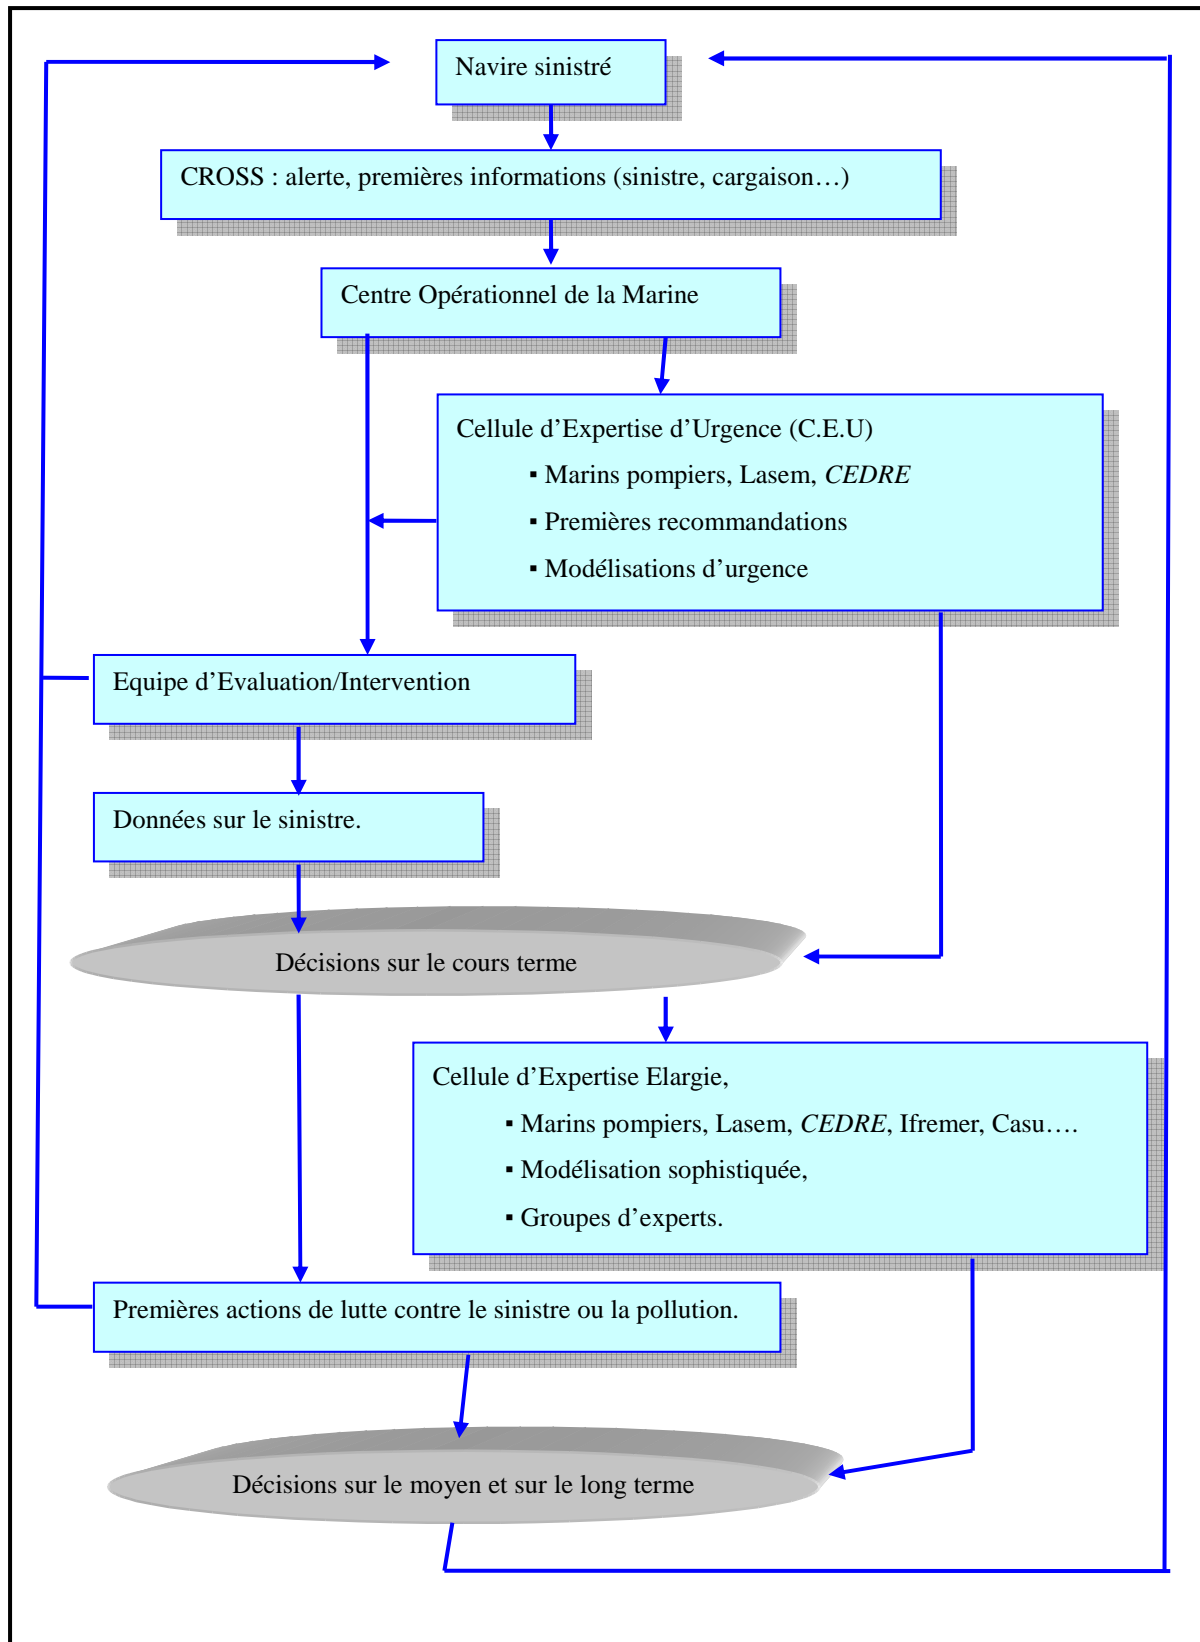 Navire sinistré
CROSS : alerte, premières informations (sinistre, cargaison…)
Centre Opérationnel de la Marine
Cellule d’Expertise d’Urgence (C.E.U)
▪ Marins pompiers, Lasem, CEDRE
▪ Premières recommandations
▪ Modélisations d’urgence
Equipe d’Evaluation/Intervention
Données sur le sinistre.
Décisions sur le cours terme
Cellule d’Expertise Elargie,
▪ Marins pompiers, Lasem, CEDRE, Ifremer, Casu….
▪ Modélisation sophistiquée,
▪ Groupes d’experts.
Premières actions de lutte contre le sinistre ou la pollution.
Décisions sur le moyen et sur le long terme